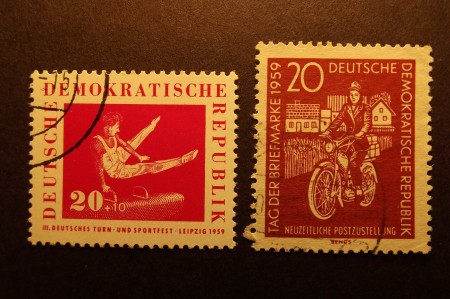 DEUTSCHE
DEMOKRATISCHE
REPUBLIK
20+10
III. DEUTSCHES TURN- UND SPORTFEST · LEIPZIG 1959
TAG DER BRIEFMARKE 1959
20 DEUTSCHE
DEMOKRATISCHE REPUBLIK
NEUZEITLICHE POSTZUSTELLUNG